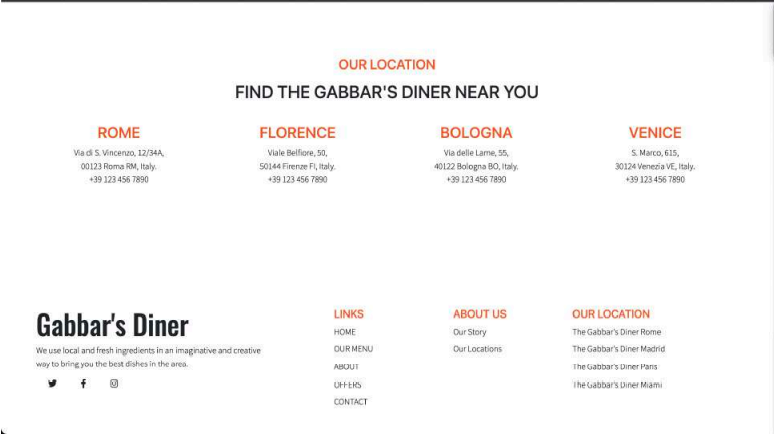 OUR LOCATION
FIND THE GABBAR'S DINER NEAR YOU
ROME
Via di S. Vincenzo, 12/34A,
00123 Roma RM, Italy.
+39 123 456 7890
FLORENCE
Viale Belfiore, 50,
50144 Firenze FI, Italy.
+39 123 456 7890
BOLOGNA
Via delle Lame, 55,
40122 Bologna BO, Italy.
+39 123 456 7890
VENICE
S. Marco, 615,
30124 Venezia VE, Italy.
+39 123 456 7890
Gabbar's Diner
We use local and fresh ingredients in an imaginative and creative
way to bring you the best dishes in the area.
LINKS
HOME
OUR MENU
ABOUT
OFFERS
CONTACT
ABOUT US
Our Story
Our Locations
OUR LOCATION
The Gabbar's Diner Rome
The Gabbar's Diner Madrid
The Gabbar's Diner Paris
The Gabbar's Diner Miami